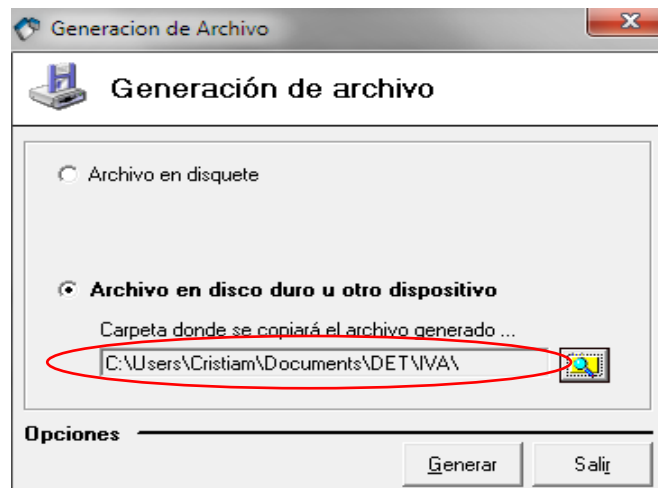 Generacion de Archivo
Generación de archivo
Archivo en disquete
Archivo en disco duro u otro dispositivo
Carpeta donde se copiará el archivo generado ...
C:\Users\Cristiam\Documents\DET\IVA\
Opciones
Generar Salir